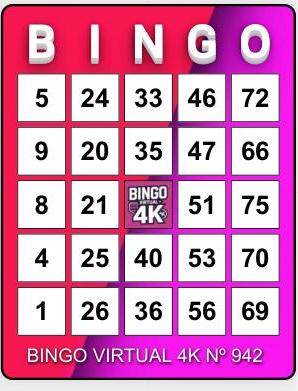 B I N G O
5 24 33 46 72
9 20 35 47 66
8 21 BINGO VIRTUAL 4K 51 75
4 25 40 53 70
1 26 36 56 69
BINGO VIRTUAL 4K Nº 942